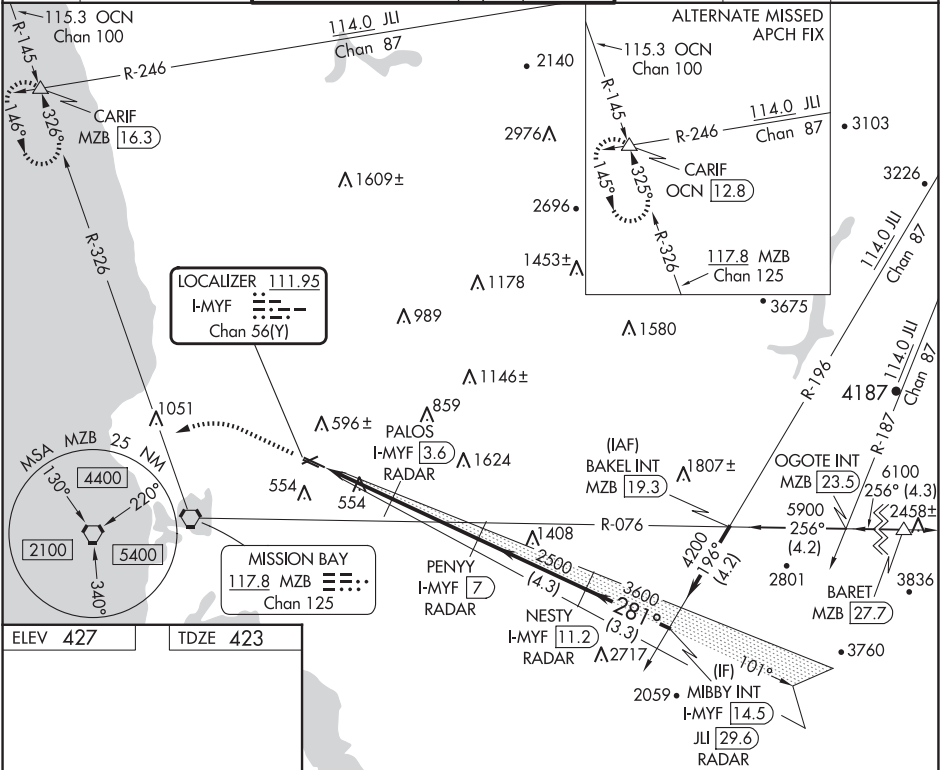 115.3 OCN
Chan 100
R-145
114.0 JLI
Chan 87
R-246
CARIF
MZB 16.3
326°
146°
R-326
2140
2976
1609±
2696
1453±
1178
989
1146±
859
596±
1051
554
554
1624
1580
3675
3103
3226
ALTERNATE MISSED
APCH FIX
115.3 OCN
Chan 100
R-145
114.0 JLI
Chan 87
R-246
CARIF
OCN 12.8
145°
325°
R-326
117.8 MZB
Chan 125
LOCALIZER 111.95
I-MYF
Chan 56(Y)
114.0 JLI
Chan 87
R-196
114.0 JLI
Chan 87
R-187
4187
PALOS
I-MYF 3.6
RADAR
(IAF)
BAKEL INT
MZB 19.3
1807±
OGOTE INT
MZB 23.5
6100
256° (4.3)
2458±
5900
256°
(4.2)
R-076
1408
4200
196°
(4.2)
2801
3836
BARET
MZB 27.7
MSA MZB 25 NM
130°
220°
340°
4400
2100
5400
MISSION BAY
117.8 MZB
Chan 125
PENYY
I-MYF 7
RADAR
2500
(4.3)
3600
281°
(3.3)
NESTY
I-MYF 11.2
RADAR
2717
101°
3760
2059
(IF)
MIBBY INT
I-MYF 14.5
JLI 29.6
RADAR
ELEV 427
TDZE 423